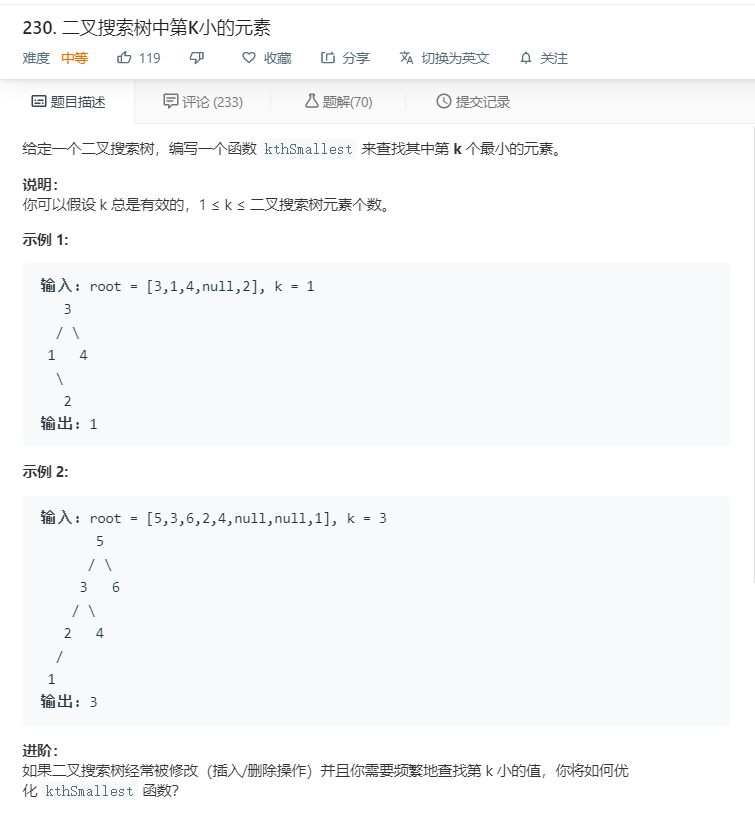 230. 二叉搜索树中第K小的元素
难度 中等 119 收藏 分享 切换为英文 关注
题目描述 评论 (233) 题解(70) 提交记录
给定一个二叉搜索树，编写一个函数 kthSmallest 来查找其中第 k 个最小的元素。
说明：
你可以假设 k 总是有效的，1 ≤ k ≤ 二叉搜索树元素个数。
示例 1:
输入: root = [3,1,4,null,2], k = 1
3
/ \
1 4
\
2
输出: 1
示例 2:
输入: root = [5,3,6,2,4,null,null,1], k = 3
5
/ \
3 6
/ \
2 4
/
1
输出: 3
进阶：
如果二叉搜索树经常被修改（插入/删除操作）并且你需要频繁地查找第 k 小的值，你将如何优
化 kthSmallest 函数？